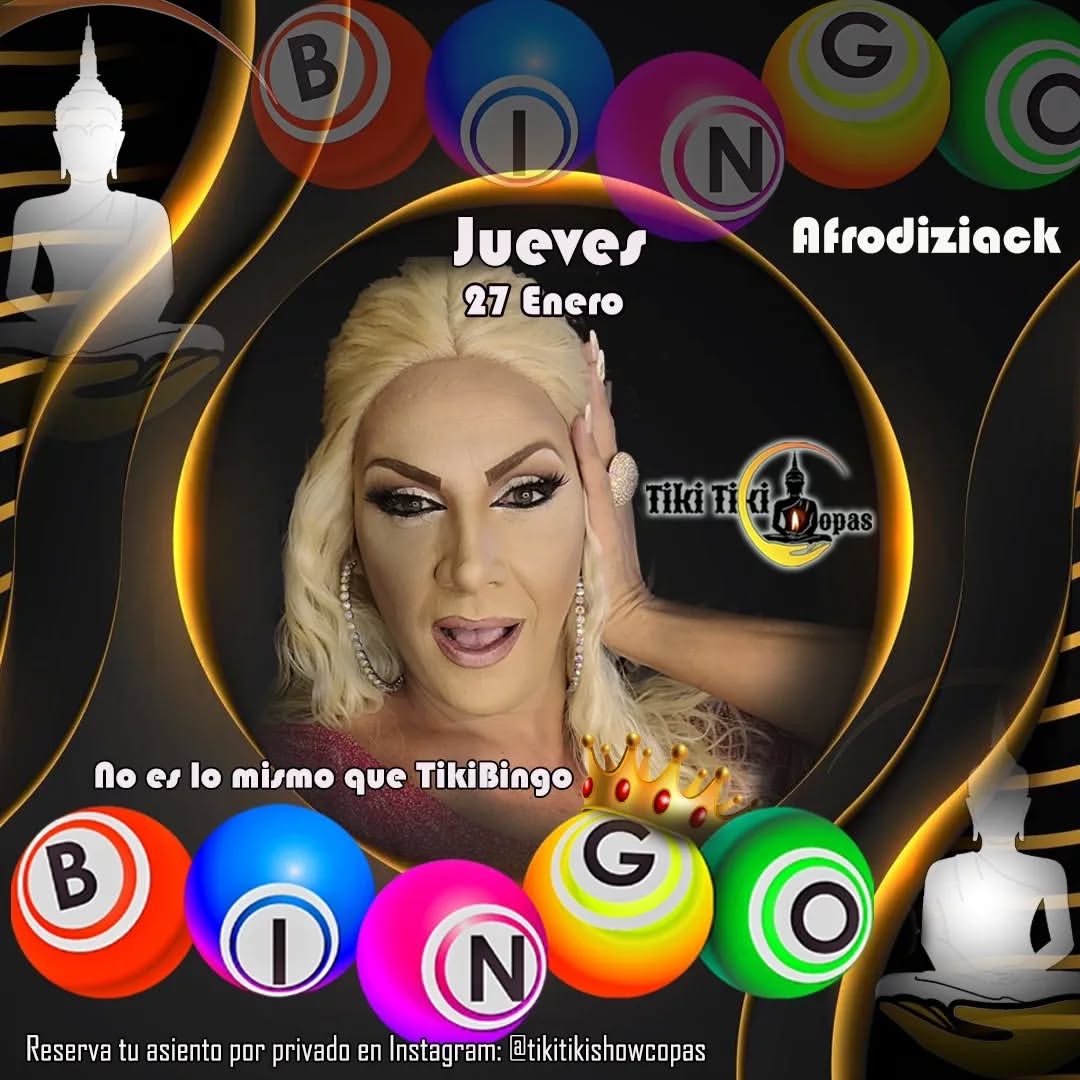 BINGO
Jueves
27 Enero
Afrodiziack
Tiki Tiki Copas
No es lo mismo que TikiBingo
BINGO
Reserva tu asiento por privado en Instagram: @tikitikishowcopas